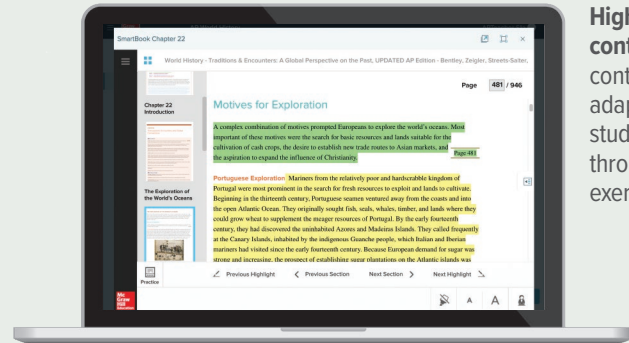 SmartBook Chapter 22
World History - Traditions & Encounters: A Global Perspective on the Past, UPDATED AP Edition - Bentley, Zeigler, Streets-Salter,
Page 481 / 946
Chapter 22
Introduction
The Exploration of
the World's Oceans
Motives for Exploration
A complex combination of motives prompted Europeans to explore the world's oceans. Most
important of these motives were the search for basic resources and lands suitable for the
cultivation of cash crops, the desire to establish new trade routes to Asian markets, and
the aspiration to expand the influence of Christianity.
Page 481
Portuguese Exploration Mariners from the relatively poor and hardscrabble kingdom of
Portugal were most prominent in the search for fresh resources to exploit and lands to cultivate.
Beginning in the thirteenth century, Portuguese seamen ventured away from the coasts and into
the open Atlantic Ocean. They originally sought fish, seals, whales, timber, and lands where they
could grow wheat to supplement the meager resources of Portugal. By the early fourteenth
century, they had discovered the uninhabited Azores and Madeiras Islands. They called frequently
at the Canary Islands, inhabited by the indigenous Guanche people, which Italian and Iberian
mariners had visited since the early fourteenth century. Because European demand for sugar was
strong and increasing, the prospect of establishing sugar plantations on the Atlantic islands was
Practice
Previous Highlight
Previous Section
Next Section
Next Highlight
Mc
Graw
Hill
Education
A A
High
cont
cont
adap
stud
thro
exer